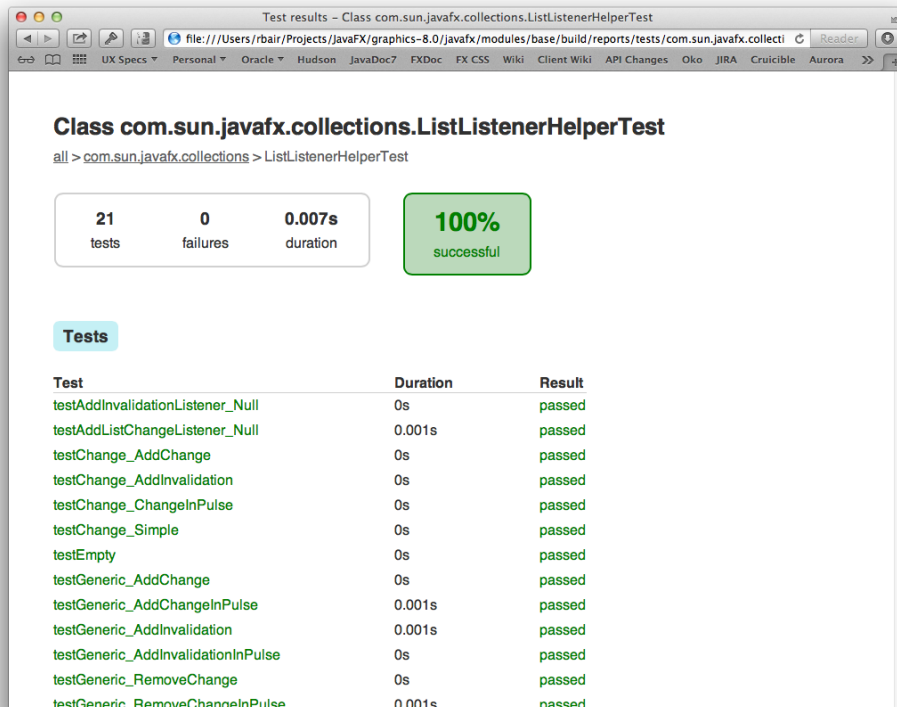 Test results – Class com.sun.javafx.collections.ListListenerHelperTest
file:///Users/rbair/Projects/JavaFX/graphics-8.0/javafx/modules/base/build/reports/tests/com.sun.javafx.collecti Reader
UX Specs Personal Oracle Hudson JavaDoc7 FXDoc FX CSS Wiki Client Wiki API Changes Oko JIRA Cruicible Aurora
Class com.sun.javafx.collections.ListListenerHelperTest
all > com.sun.javafx.collections > ListListenerHelperTest
21 0 0.007s 100%
tests failures duration successful
Tests
Test Duration Result
testAddInvalidationListener_Null 0s passed
testAddListChangeListener_Null 0.001s passed
testChange_AddChange 0s passed
testChange_AddInvalidation 0s passed
testChange_ChangeInPulse 0s passed
testChange_Simple 0s passed
testEmpty 0s passed
testGeneric_AddChange 0s passed
testGeneric_AddChangeInPulse 0.001s passed
testGeneric_AddInvalidation 0.001s passed
testGeneric_AddInvalidationInPulse 0s passed
testGeneric_RemoveChange 0s passed
testGeneric_RemoveChangeInPulse 0.001s passed